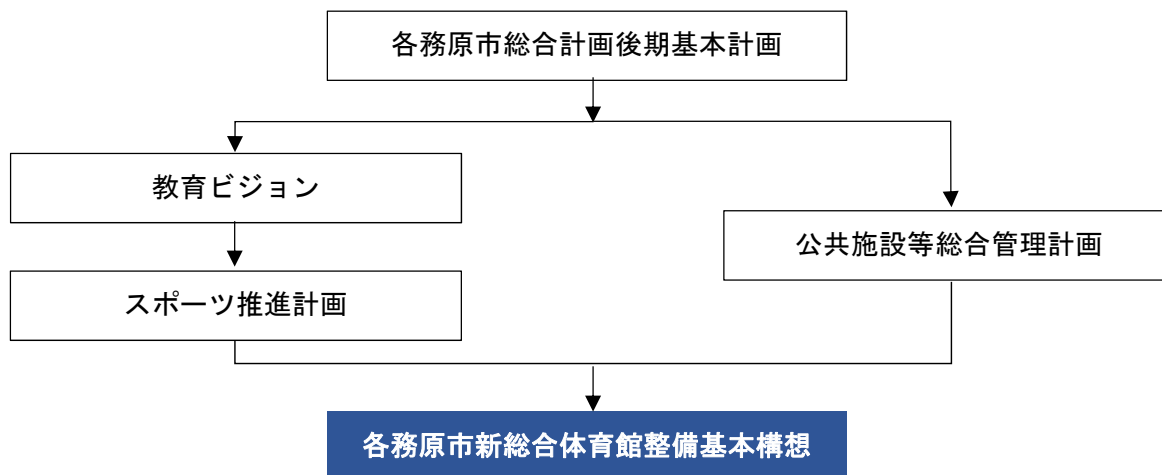 各務原市総合計画後期基本計画
教育ビジョン
公共施設等総合管理計画
スポーツ推進計画
各務原市新総合体育館整備基本構想